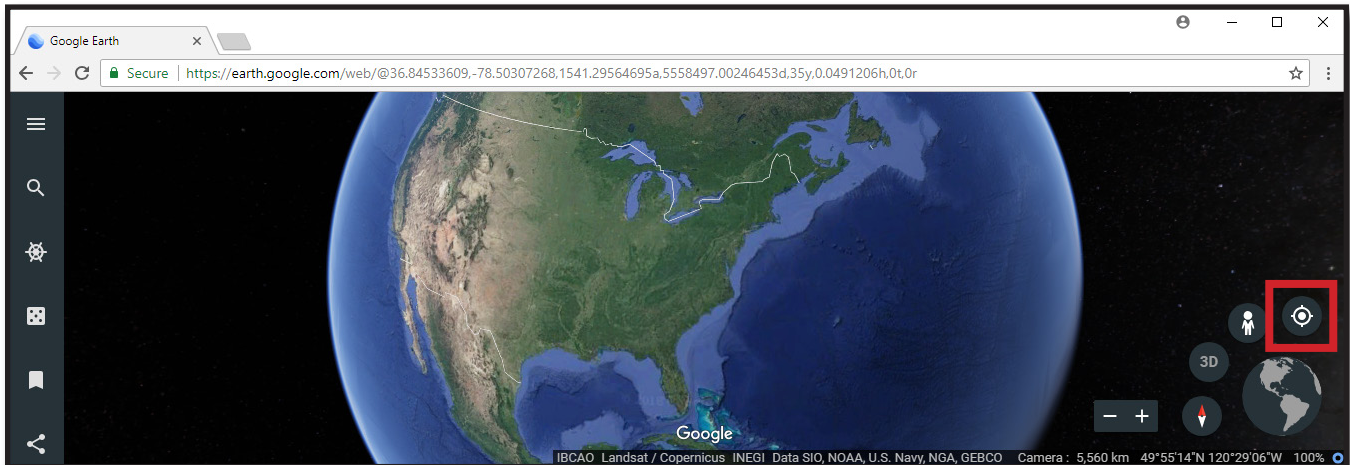 Google Earth
Secure https://earth.google.com/web/@36.84533609,-78.50307268,1541.29564695a,5558497.00246453d,35y,0.0491206h,0t,0r
3D
Google
IBCAO Landsat / Copernicus INEGI Data SIO, NOAA, U.S. Navy, NGA, GEBCO Camera : 5,560 km 49°55'14"N 120°29'06"W 100%